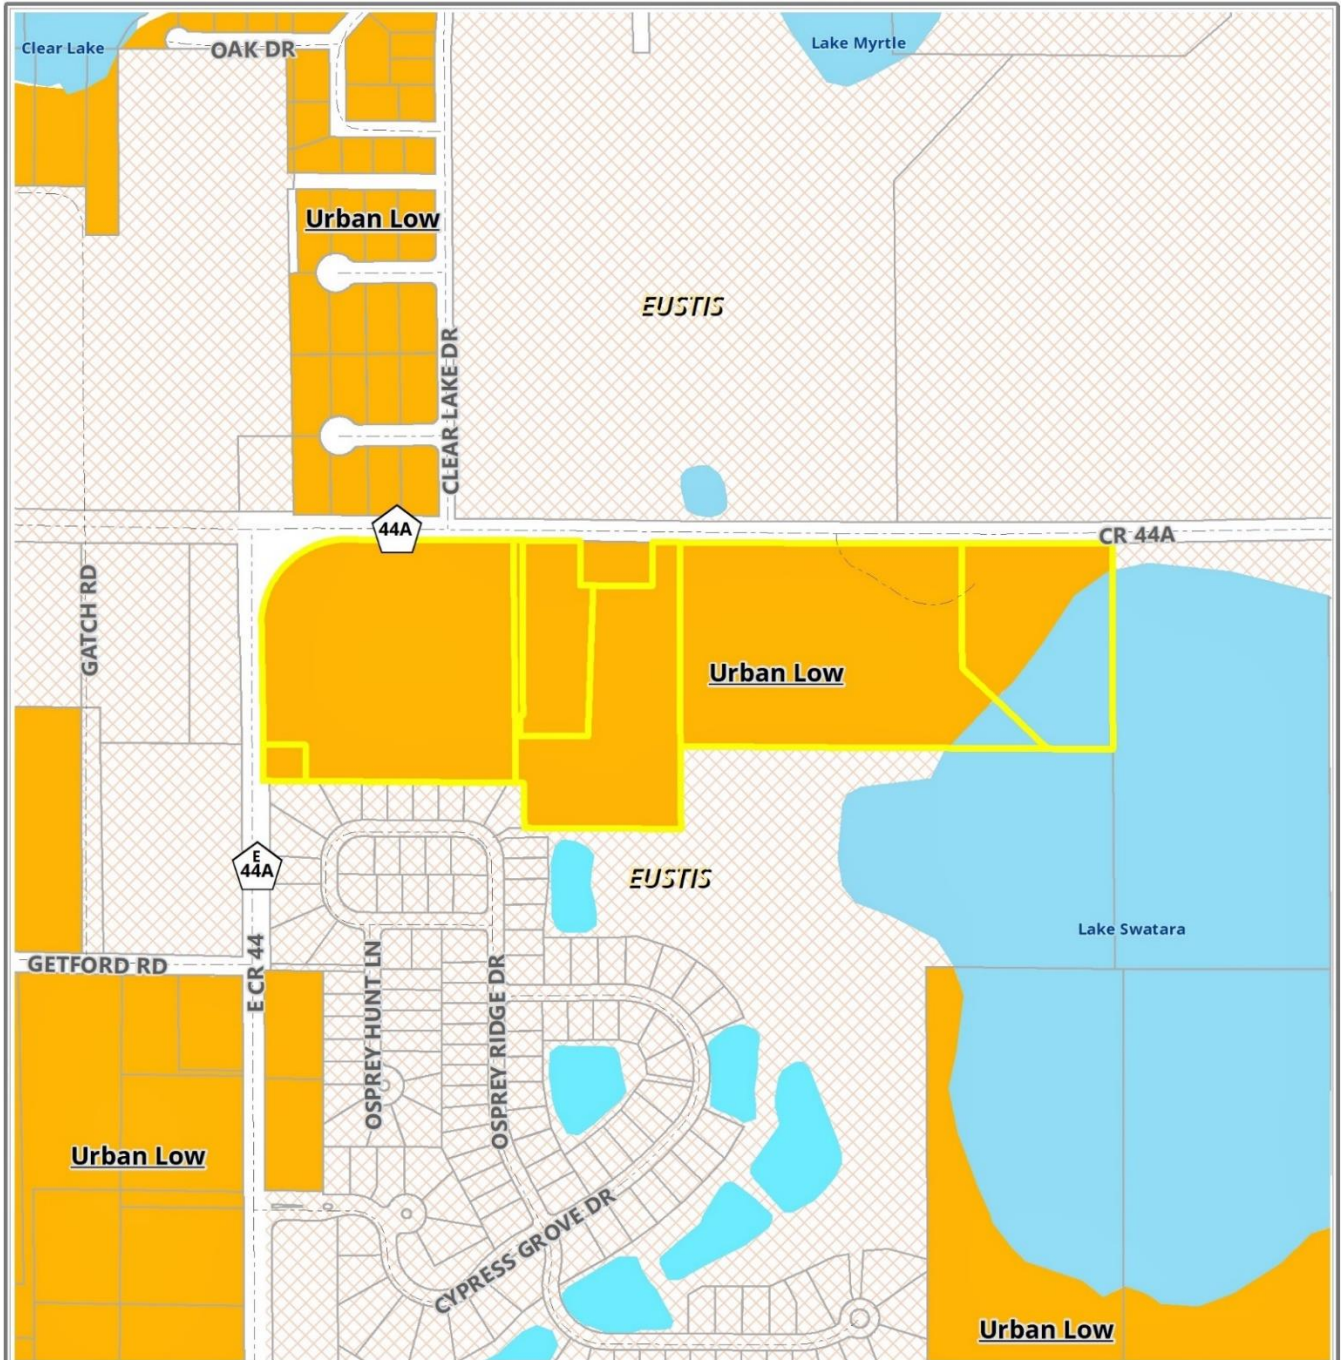 Clear Lake
OAK DR
Lake Myrtle
Urban Low
EUSTIS
CLEAR LAKE DR
44A
CR 44A
GATCH RD
Urban Low
E
44A
EUSTIS
Lake Swatara
GETFORD RD
E CR 44
OSPREY HUNT LN
OSPREY RIDGE DR
Urban Low
CYPRESS GROVE DR
Urban Low